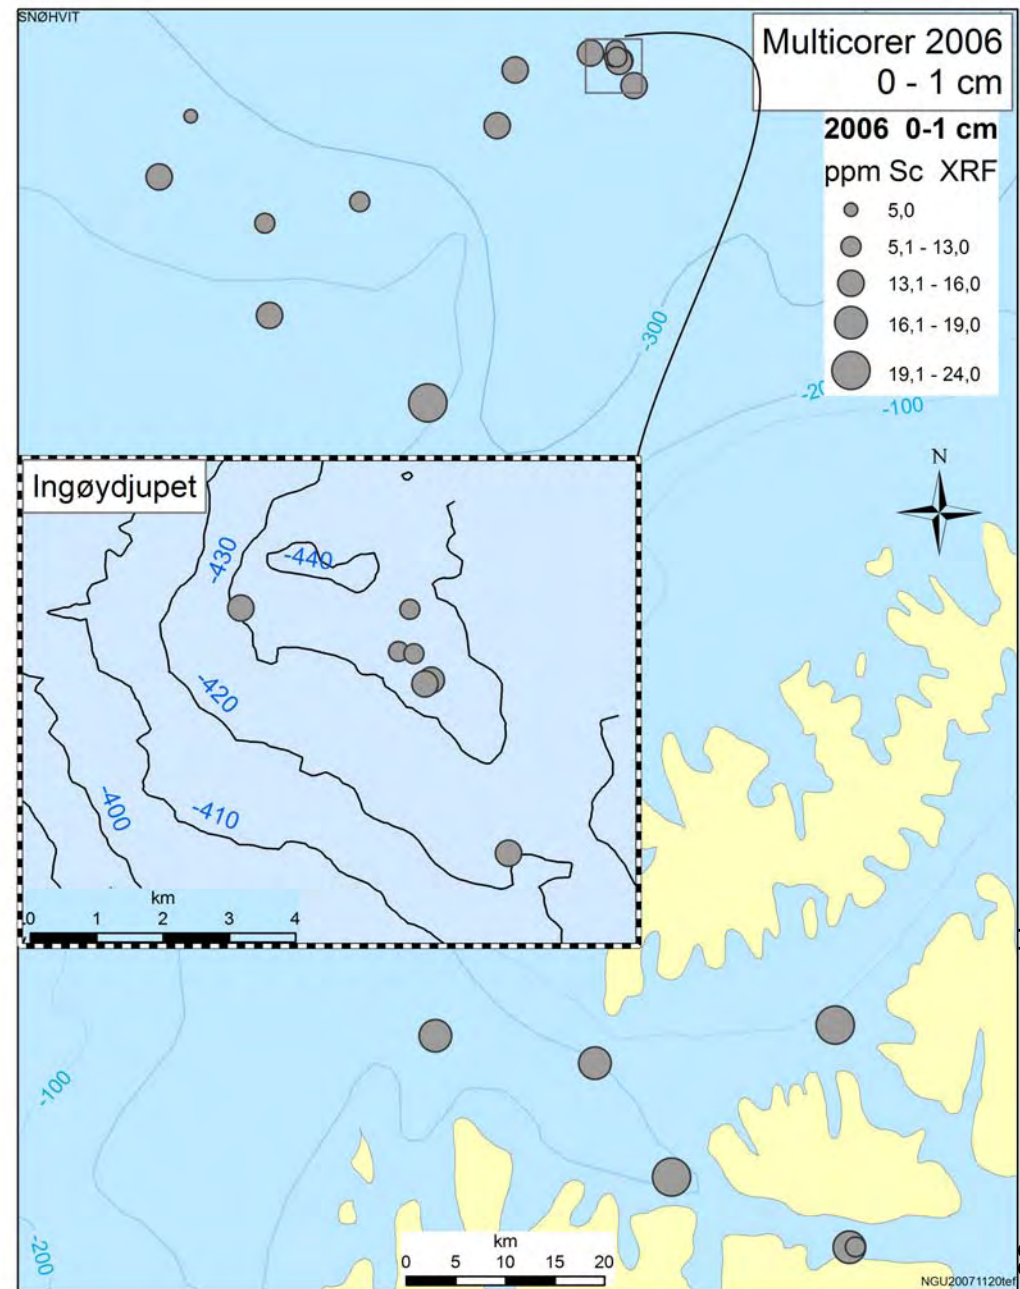 SNØHVIT
Multicorer 2006
0 - 1 cm
2006 0-1 cm
ppm Sc XRF
5,0
5,1 - 13,0
13,1 - 16,0
16,1 - 19,0
19,1 - 24,0
-300
-100
N
Ingøydjupet
-430
-440
-420
-410
-400
km
0 1 2 3 4
-100
-200
km
0 5 10 15 20
NGU20071120tef